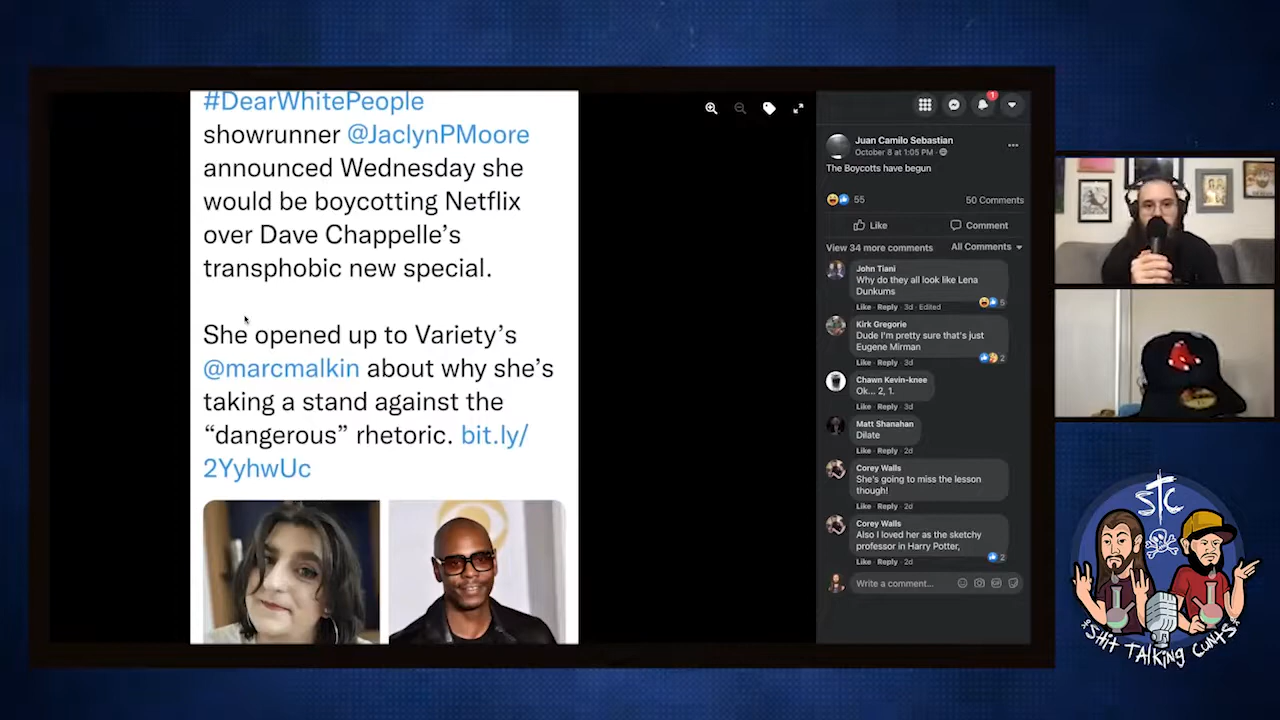 #DearWhitePeople
showrunner @JaclynPMoore
announced Wednesday she
would be boycotting Netflix
over Dave Chappelle’s
transphobic new special.
She opened up to Variety’s
@marcmalkin about why she’s
taking a stand against the
“dangerous” rhetoric. bit.ly/
2YyhwUc
1
Juan Camilo Sebastian
October 8 at 1:05 PM ·
The Boycotts have begun
55
50 Comments
Like
Comment
View 34 more comments
All Comments
John Tiani
Why do they all look like Lena
Dunkums
Like · Reply · 3d · Edited
5
Kirk Gregorie
Dude I'm pretty sure that's just
Eugene Mirman
Like · Reply · 3d
2
Chawn Kevin-knee
Ok... 2, 1.
Like · Reply · 3d
Matt Shanahan
Dilate
Like · Reply · 2d
Corey Walls
She's going to miss the lesson
though!
Like · Reply · 2d
Corey Walls
Also I loved her as the sketchy
professor in Harry Potter,
2
Like · Reply · 2d
Write a comment...
STC
Shit Talking Cunts